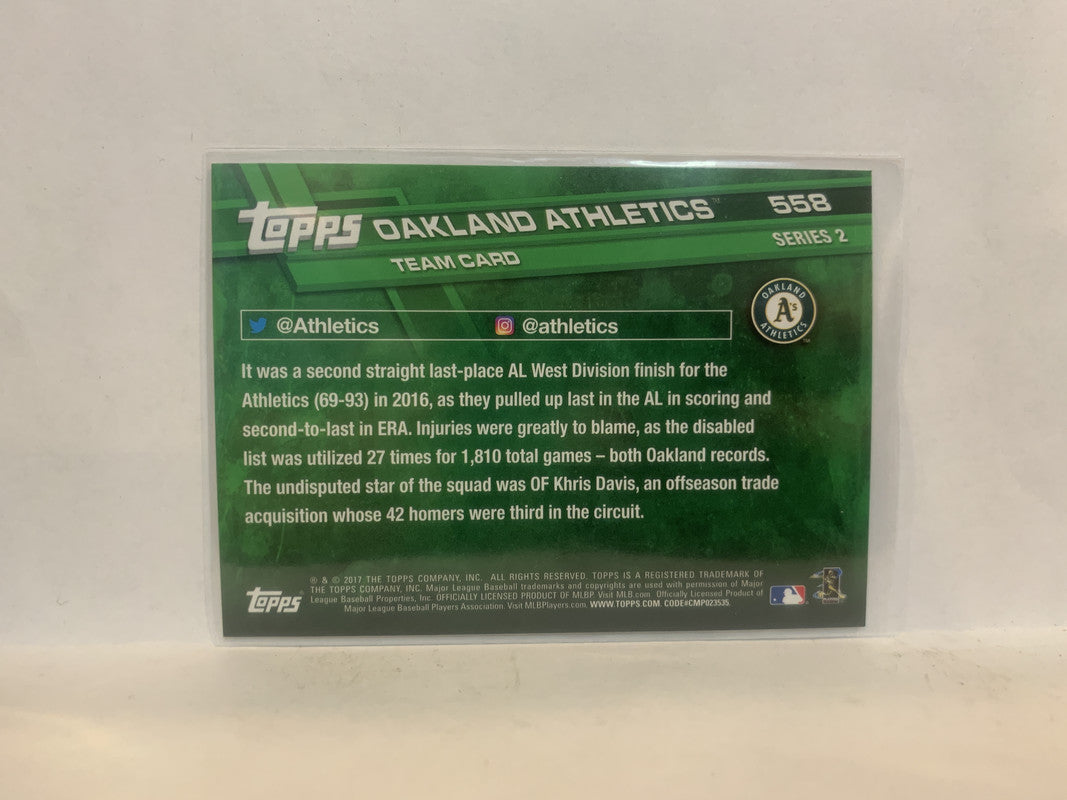 topps OAKLAND ATHLETICS™ 558
TEAM CARD SERIES 2
OAKLAND A's ATHLETICS TM
@Athletics @athletics
It was a second straight last-place AL West Division finish for the
Athletics (69-93) in 2016, as they pulled up last in the AL in scoring and
second-to-last in ERA. Injuries were greatly to blame, as the disabled
list was utilized 27 times for 1,810 total games – both Oakland records.
The undisputed star of the squad was OF Khris Davis, an offseason trade
acquisition whose 42 homers were third in the circuit.
topps®
® & © 2017 THE TOPPS COMPANY, INC. ALL RIGHTS RESERVED. TOPPS IS A REGISTERED TRADEMARK OF
THE TOPPS COMPANY, INC. Major League Baseball trademarks and copyrights are used with permission of Major
League Baseball Properties, Inc. OFFICIALLY LICENSED PRODUCT OF MLBP. Visit MLB.com. Officially Licensed Product of
Major League Baseball Players Association. Visit MLBPlayers.com. WWW.TOPPS.COM. CODE#CMP023535.